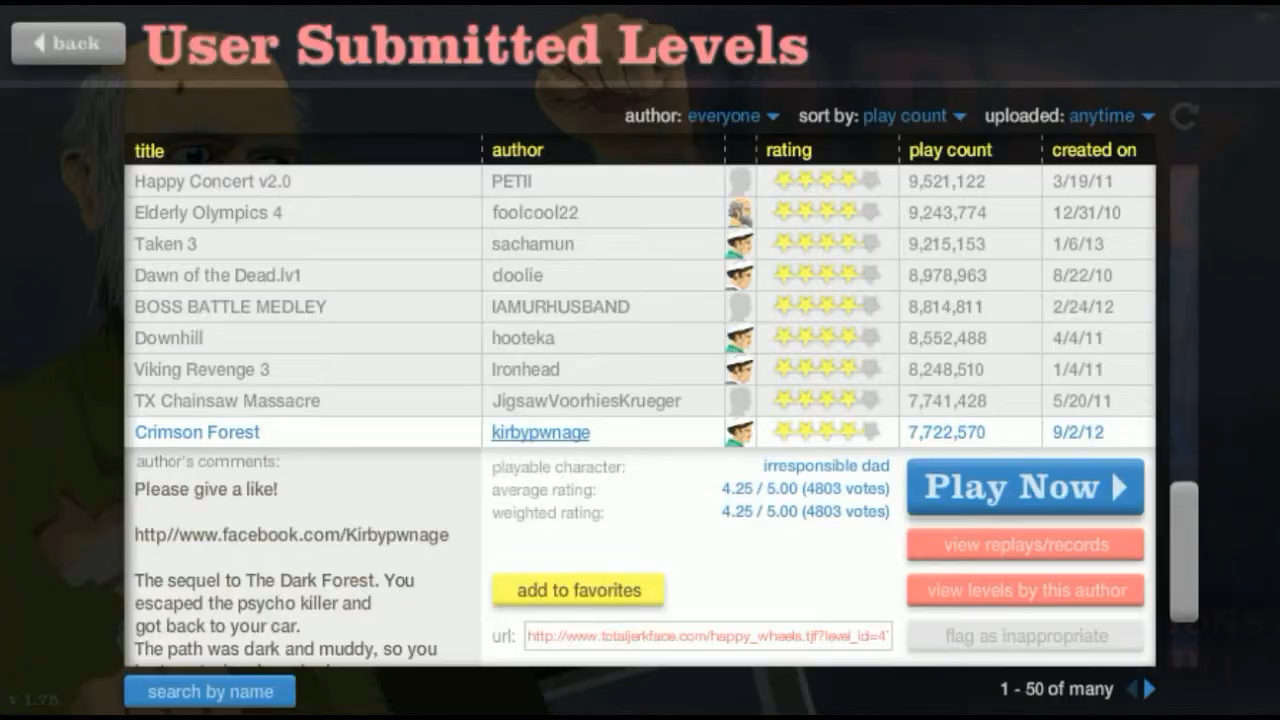 back
User Submitted Levels
author: everyone sort by: play count uploaded: anytime
title author rating play count created on
Happy Concert v2.0 PETII 9,521,122 3/19/11
Elderly Olympics 4 foolcool22 9,243,774 12/31/10
Taken 3 sachamun 9,215,153 1/6/13
Dawn of the Dead.lv1 doolie 8,978,963 8/22/10
BOSS BATTLE MEDLEY IAMURHUSBAND 8,814,811 2/24/12
Downhill hooteka 8,552,488 4/4/11
Viking Revenge 3 Ironhead 8,248,510 1/4/11
TX Chainsaw Massacre JigsawVoorhiesKrueger 7,741,428 5/20/11
Crimson Forest kirbypwnage 7,722,570 9/2/12
author's comments:
Please give a like!
http//www.facebook.com/Kirbypwnage
The sequel to The Dark Forest. You
escaped the psycho killer and
got back to your car.
The path was dark and muddy, so you
playable character: irresponsible dad
average rating: 4.25 / 5.00 (4803 votes)
weighted rating: 4.25 / 5.00 (4803 votes)
add to favorites
url: http://www.totaljerkface.com/happy_wheels.tjf?level_id=4
Play Now
view replays/records
view levels by this author
flag as inappropriate
v 1.75
search by name
1 - 50 of many